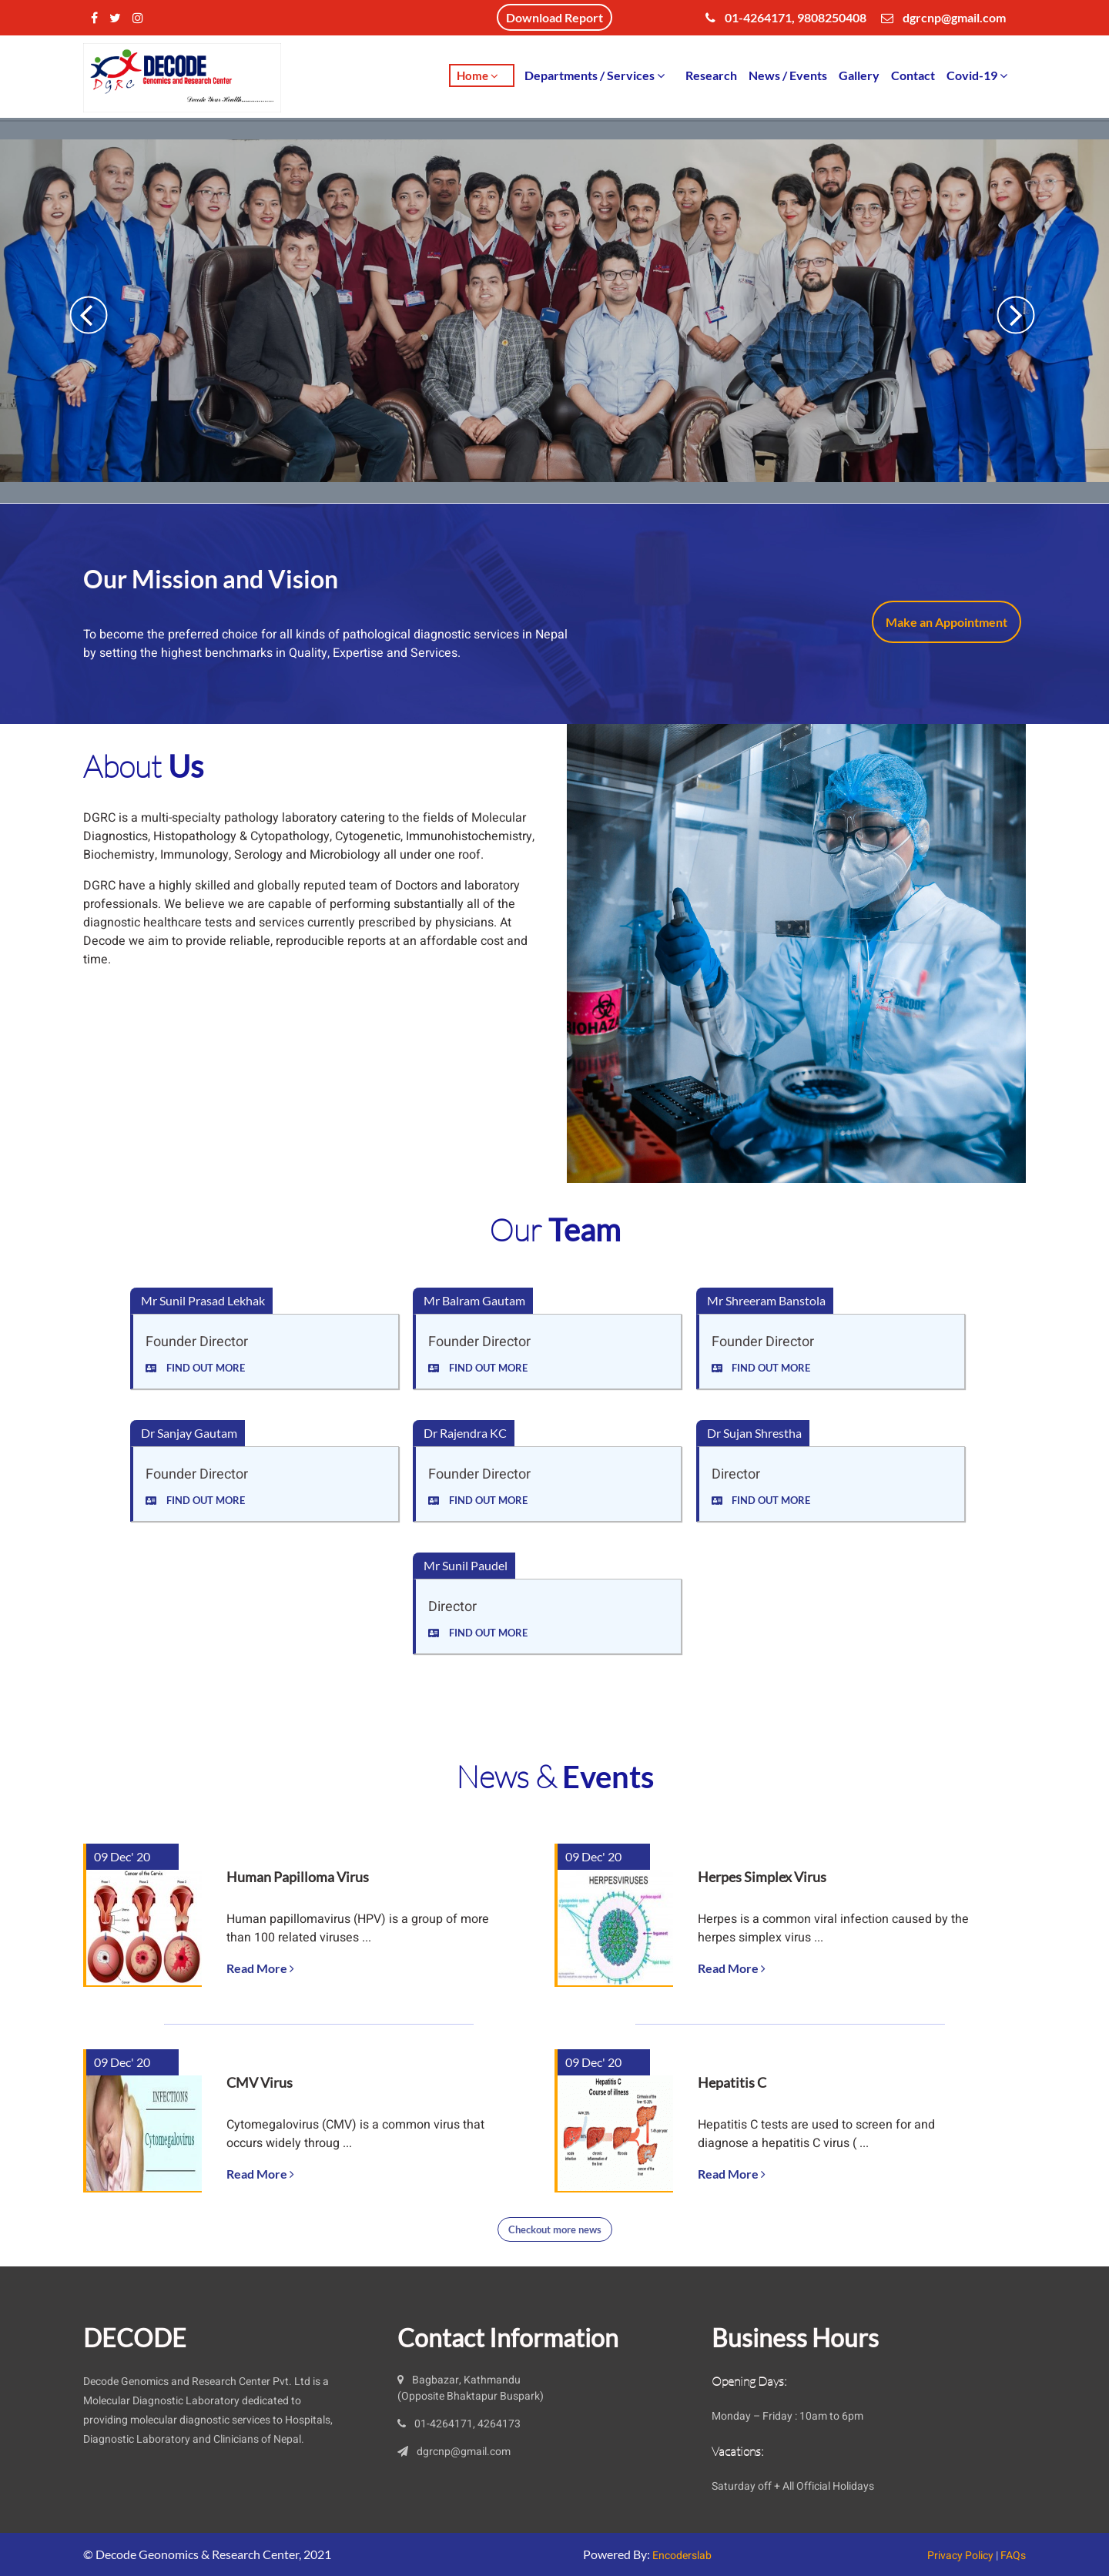 Download Report
01-4264171, 9808250408
dgrcnp@gmail.com
DECODE
Genomics and Research Center
DGRC
Decode Your Health
Home
Departments / Services
Research
News / Events
Gallery
Contact
Covid-19
Our Mission and Vision
To become the preferred choice for all kinds of pathological diagnostic services in Nepal
by setting the highest benchmarks in Quality, Expertise and Services.
Make an Appointment
About Us
DGRC is a multi-specialty pathology laboratory catering to the fields of Molecular
Diagnostics, Histopathology & Cytopathology, Cytogenetic, Immunohistochemistry,
Biochemistry, Immunology, Serology and Microbiology all under one roof.
DGRC have a highly skilled and globally reputed team of Doctors and laboratory
professionals. We believe we are capable of performing substantially all of the
diagnostic healthcare tests and services currently prescribed by physicians. At
Decode we aim to provide reliable, reproducible reports at an affordable cost and
time.
DECODE
BIOHAZA
Our Team
Mr Sunil Prasad Lekhak
Founder Director
FIND OUT MORE
Mr Balram Gautam
Founder Director
FIND OUT MORE
Mr Shreeram Banstola
Founder Director
FIND OUT MORE
Dr Sanjay Gautam
Founder Director
FIND OUT MORE
Dr Rajendra KC
Founder Director
FIND OUT MORE
Dr Sujan Shrestha
Director
FIND OUT MORE
Mr Sunil Paudel
Director
FIND OUT MORE
News & Events
09 Dec' 20
Cancer of the Cervix
Human Papilloma Virus
Human papillomavirus (HPV) is a group of more
than 100 related viruses ...
Read More
09 Dec' 20
HERPESVIRUSES
Herpes Simplex Virus
Herpes is a common viral infection caused by the
herpes simplex virus ...
Read More
09 Dec' 20
INFECTIONS
Cytomegalovirus
CMV Virus
Cytomegalovirus (CMV) is a common virus that
occurs widely throug ...
Read More
09 Dec' 20
Hepatitis C
Course of illness
Hepatitis C
Hepatitis C tests are used to screen for and
diagnose a hepatitis C virus ( ...
Read More
Checkout more news
DECODE
Decode Genomics and Research Center Pvt. Ltd is a
Molecular Diagnostic Laboratory dedicated to
providing molecular diagnostic services to Hospitals,
Diagnostic Laboratory and Clinicians of Nepal.
Contact Information
Bagbazar, Kathmandu
(Opposite Bhaktapur Buspark)
01-4264171, 4264173
dgrcnp@gmail.com
Business Hours
Opening Days:
Monday – Friday : 10am to 6pm
Vacations:
Saturday off + All Official Holidays
© Decode Geonomics & Research Center, 2021
Powered By: Encoderslab
Privacy Policy | FAQs